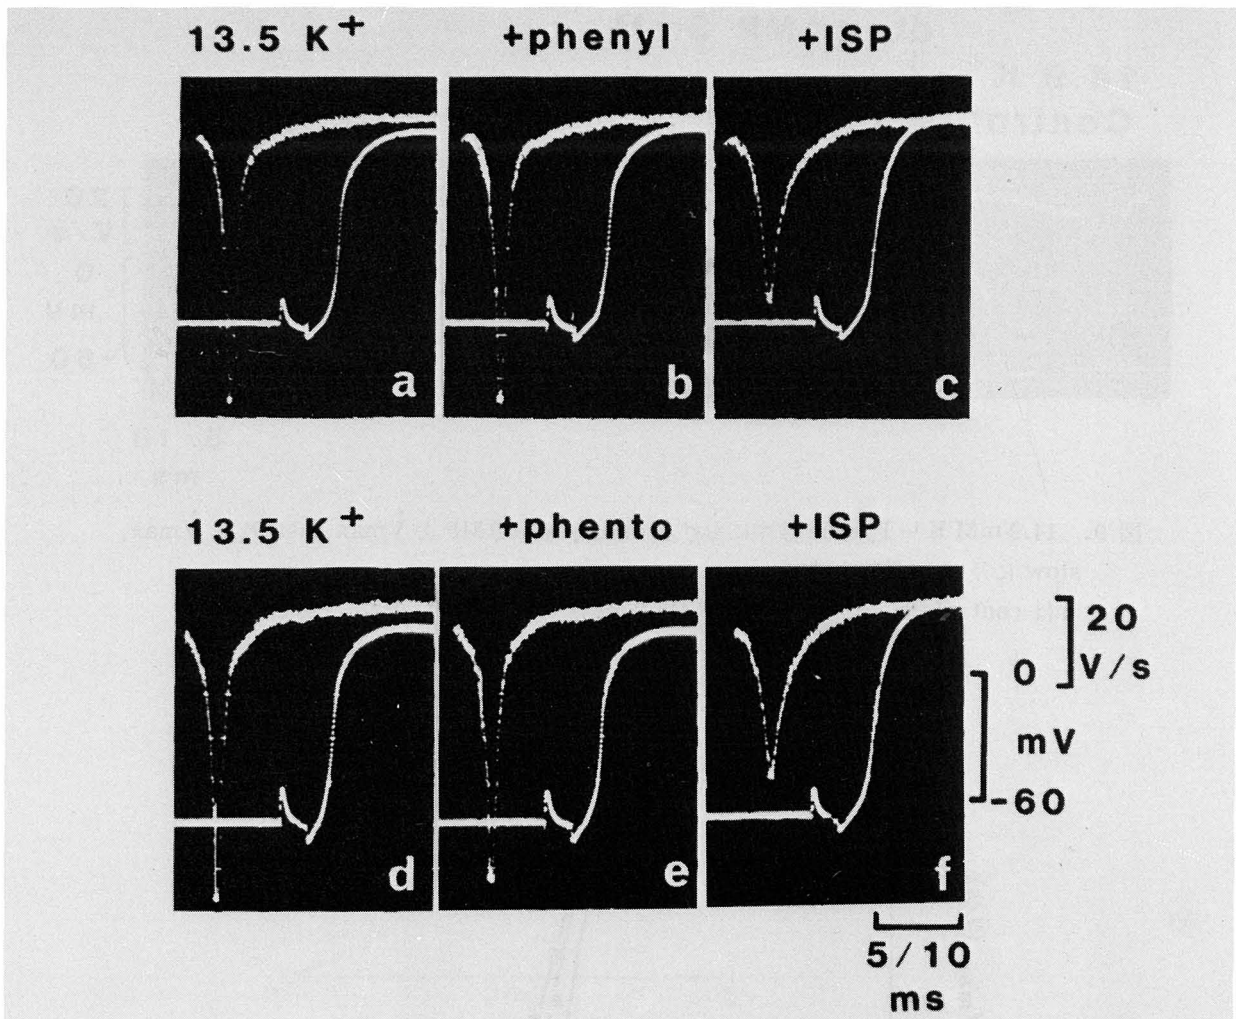 13.5 K+ +phenyl +ISP
a b c
13.5 K+ +phento +ISP
20
V/s
0
mV
-60
d e f
5/10
ms